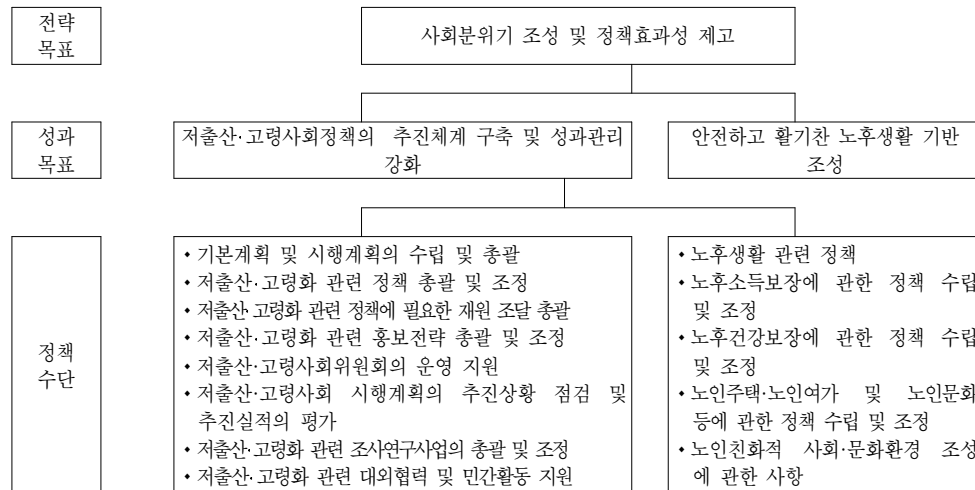 전략
목표
사회분위기 조성 및 정책효과성 제고
성과
목표
저출산·고령사회정책의 추진체계 구축 및 성과관리
강화
안전하고 활기찬 노후생활 기반
조성
정책
수단
• 기본계획 및 시행계획의 수립 및 총괄
• 저출산·고령화 관련 정책 총괄 및 조정
• 저출산·고령화 관련 정책에 필요한 재원 조달 총괄
• 저출산·고령화 관련 홍보전략 총괄 및 조정
• 저출산·고령사회위원회의 운영 지원
• 저출산·고령사회 시행계획의 추진상황 점검 및
추진실적의 평가
• 저출산·고령화 관련 조사연구사업의 총괄 및 조정
• 저출산·고령화 관련 대외협력 및 민간활동 지원
• 노후생활 관련 정책
• 노후소득보장에 관한 정책 수립
및 조정
• 노후건강보장에 관한 정책 수립
및 조정
• 노인주택·노인여가 및 노인문화
등에 관한 정책 수립 및 조정
• 노인친화적 사회·문화환경 조성
에 관한 사항